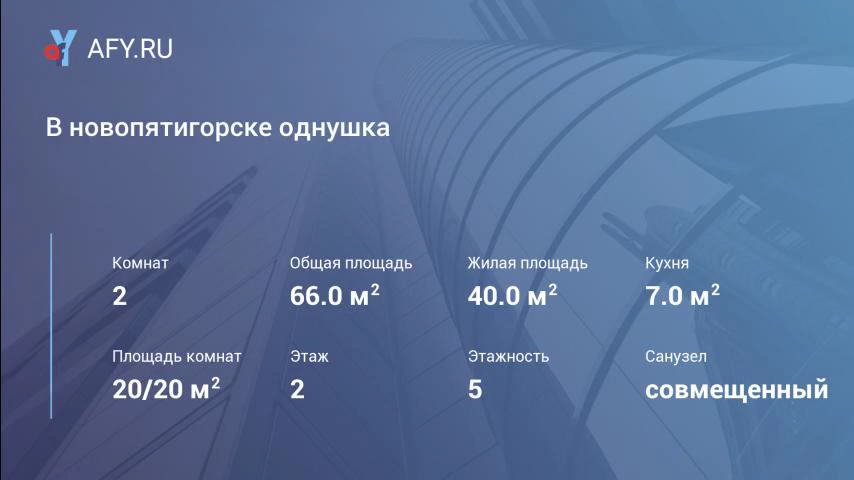 AFY.RU
В новопятигорске однушка
Комнат
Общая площадь
Жилая площадь
Кухня
2
66.0 м²
40.0 м²
7.0 м²
Площадь комнат
Этаж
Этажность
Санузел
20/20 м²
2
5
совмещенный